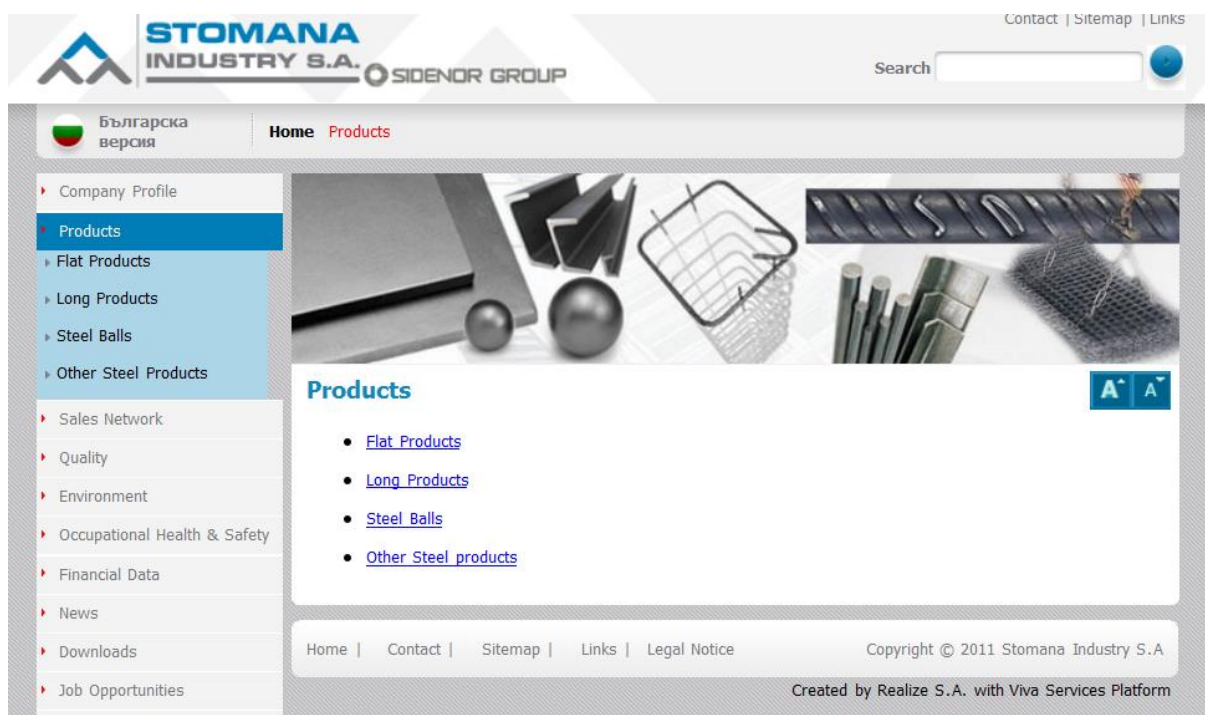 Contact | Sitemap | Links
STOMANA
INDUSTRY S.A.
SIDENOR GROUP
Search
Българска
версия
Home Products
Company Profile
Products
Flat Products
Long Products
Steel Balls
Other Steel Products
Sales Network
Quality
Environment
Occupational Health & Safety
Financial Data
News
Downloads
Job Opportunities
SD
Products
A A
Flat Products
Long Products
Steel Balls
Other Steel products
Home | Contact | Sitemap | Links | Legal Notice
Copyright © 2011 Stomana Industry S.A
Created by Realize S.A. with Viva Services Platform